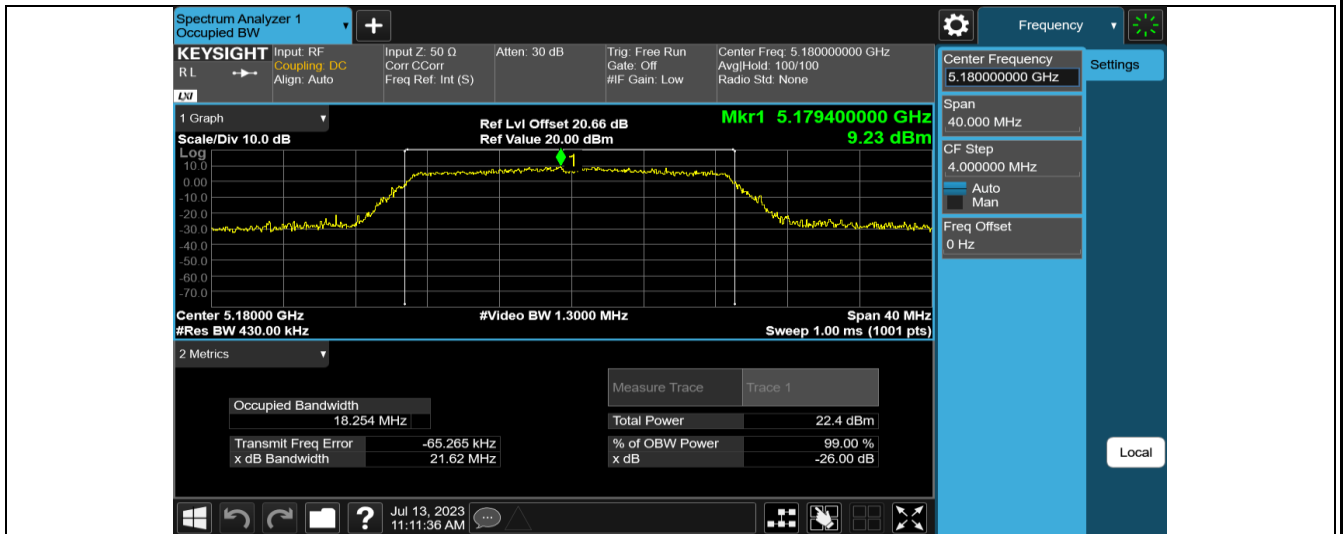 Spectrum Analyzer 1
Occupied BW
Frequency
KEYSIGHT
R L
LXI
Input: RF
Coupling: DC
Align: Auto
Input Z: 50 Ω
Corr CCorr
Freq Ref: Int (S)
Atten: 30 dB
Trig: Free Run
Gate: Off
#IF Gain: Low
Center Freq: 5.180000000 GHz
Avg|Hold: 100/100
Radio Std: None
Center Frequency
5.180000000 GHz
Settings
Span
40.000 MHz
CF Step
4.000000 MHz
Auto
Man
Freq Offset
0 Hz
Local
1 Graph
Scale/Div 10.0 dB
Ref Lvl Offset 20.66 dB
Ref Value 20.00 dBm
Mkr1 5.179400000 GHz
9.23 dBm
Log
10.0
0.00
-10.0
-20.0
-30.0
-40.0
-50.0
-60.0
-70.0
1
Center 5.18000 GHz
#Res BW 430.00 kHz
#Video BW 1.3000 MHz
Span 40 MHz
Sweep 1.00 ms (1001 pts)
2 Metrics
Measure Trace Trace 1
Occupied Bandwidth
18.254 MHz
Total Power 22.4 dBm
Transmit Freq Error -65.265 kHz
% of OBW Power 99.00 %
x dB Bandwidth 21.62 MHz
x dB -26.00 dB
?
Jul 13, 2023
11:11:36 AM